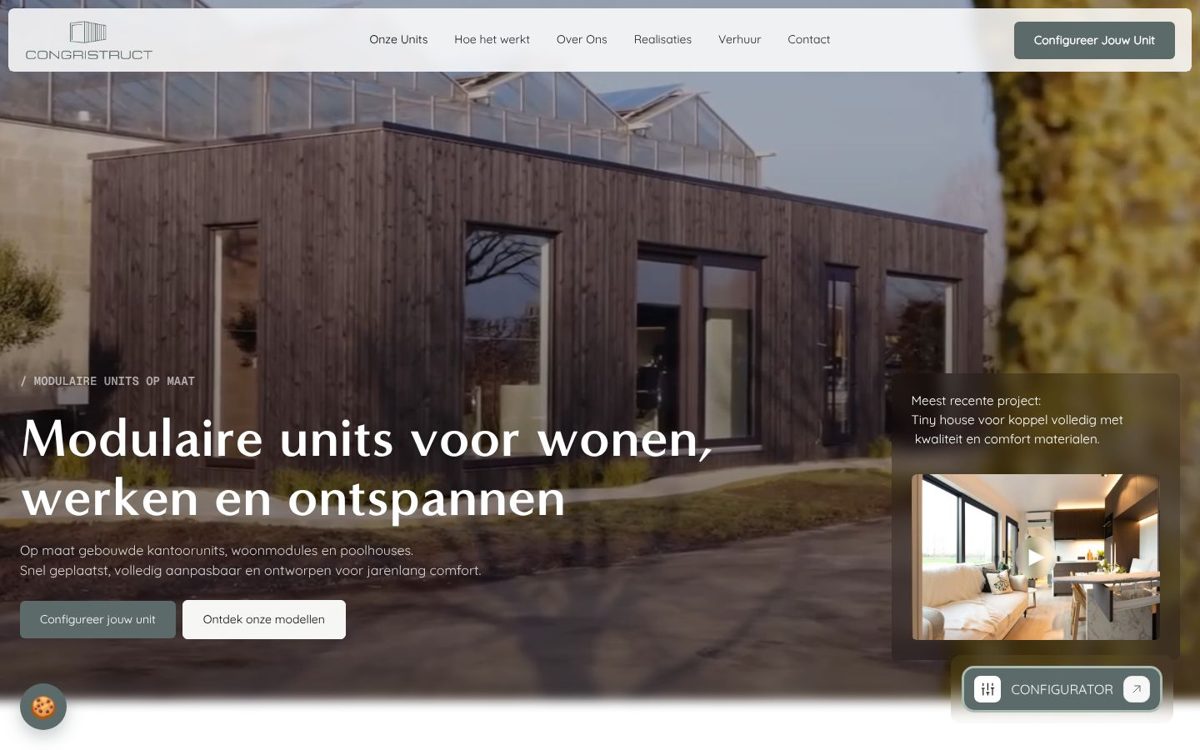 CONGRISTRUCT
Onze Units
Hoe het werkt
Over Ons
Realisaties
Verhuur
Contact
Configureer Jouw Unit
/ MODULAIRE UNITS OP MAAT
Modulaire units voor wonen,
werken en ontspannen
Op maat gebouwde kantoorunits, woonmodules en poolhouses.
Snel geplaatst, volledig aanpasbaar en ontworpen voor jarenlang comfort.
Configureer jouw unit
Ontdek onze modellen
Meest recente project:
Tiny house voor koppel volledig met
kwaliteit en comfort materialen.
CONFIGURATOR